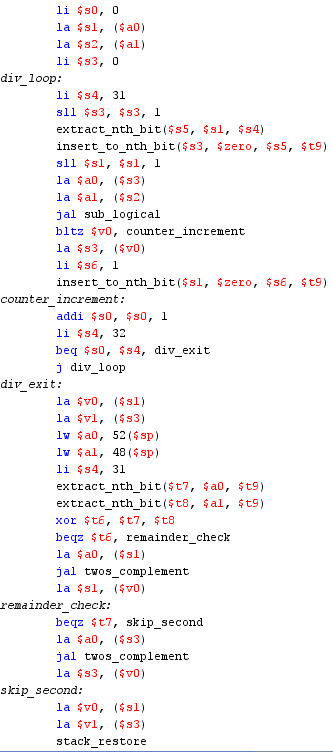 li $s0, 0
la $s1, ($a0)
la $s2, ($a1)
li $s3, 0
div_loop:
li $s4, 31
sll $s3, $s3, 1
extract_nth_bit($s5, $s1, $s4)
insert_to_nth_bit($s3, $zero, $s5, $t9)
sll $s1, $s1, 1
la $a0, ($s3)
la $a1, ($s2)
jal sub_logical
bltz $v0, counter_increment
la $s3, ($v0)
li $s6, 1
insert_to_nth_bit($s1, $zero, $s6, $t9)
counter_increment:
addi $s0, $s0, 1
li $s4, 32
beq $s0, $s4, div_exit
j div_loop
div_exit:
la $v0, ($s1)
la $v1, ($s3)
lw $a0, 52($sp)
lw $a1, 48($sp)
li $s4, 31
extract_nth_bit($t7, $a0, $t9)
extract_nth_bit($t8, $a1, $t9)
xor $t6, $t7, $t8
beqz $t6, remainder_check
la $a0, ($s1)
jal twos_complement
la $s1, ($v0)
remainder_check:
beqz $t7, skip_second
la $a0, ($s3)
jal twos_complement
la $s3, ($v0)
skip_second:
la $v0, ($s1)
la $v1, ($s3)
stack_restore